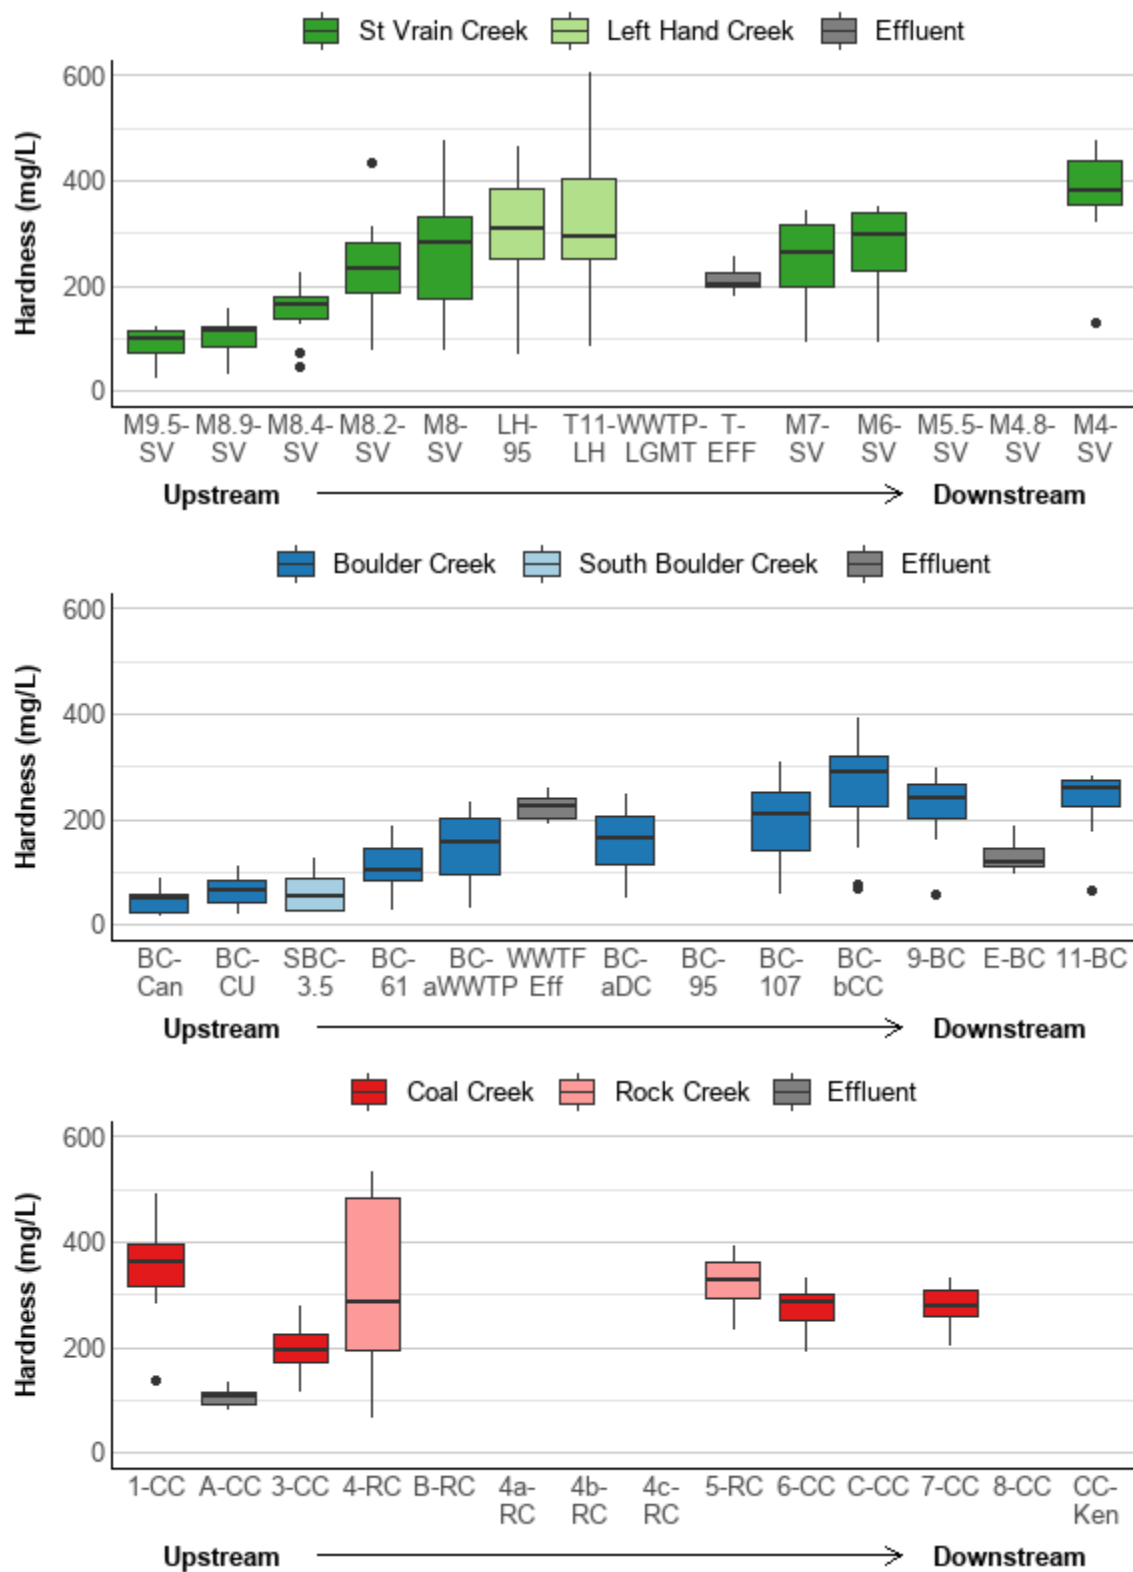 St Vrain Creek Left Hand Creek Effluent
Hardness (mg/L)
600
400
200
0
M9.5- M8.9- M8.4- M8.2- M8- LH- T11- WWTP- T- M7- M6- M5.5- M4.8- M4-
SV SV SV SV SV 95 LH LGMT EFF SV SV SV SV SV
Upstream Downstream
Boulder Creek South Boulder Creek Effluent
Hardness (mg/L)
600
400
200
0
BC- BC- SBC- BC- BC- WWTF BC- BC- BC- BC- 9-BC E-BC 11-BC
Can CU 3.5 61 aWWTP Eff aDC 95 107 bCC
Upstream Downstream
Coal Creek Rock Creek Effluent
Hardness (mg/L)
600
400
200
0
1-CC A-CC 3-CC 4-RC B-RC 4a- 4b- 4c- 5-RC 6-CC C-CC 7-CC 8-CC CC-
RC RC RC Ken
Upstream Downstream